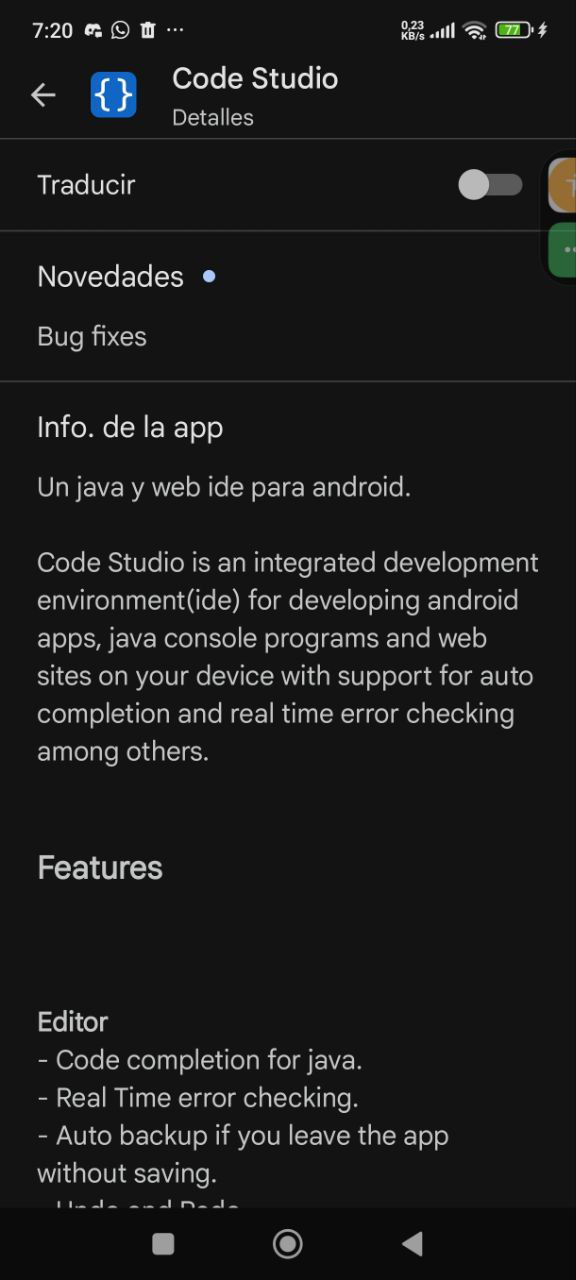 7:20
0,23
KB/s
77
Code Studio
Detalles
Traducir
Novedades
Bug fixes
Info. de la app
Un java y web ide para android.
Code Studio is an integrated development
environment(ide) for developing android
apps, java console programs and web
sites on your device with support for auto
completion and real time error checking
among others.
Features
Editor
- Code completion for java.
- Real Time error checking.
- Auto backup if you leave the app
without saving.
- Undo and Redo